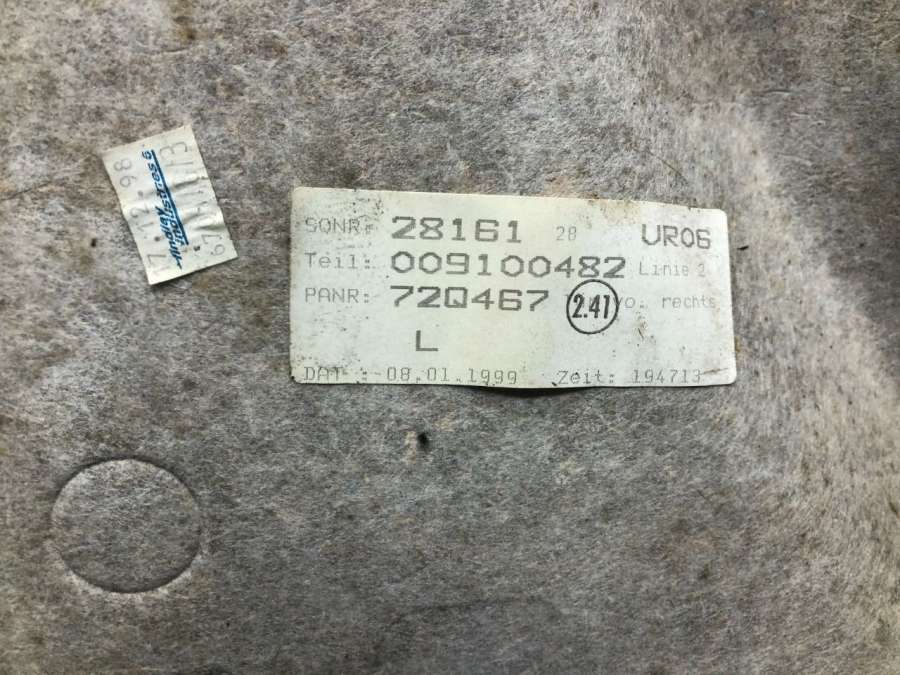 17.12.98
SONR: 28161 28 UR06
Teil: 009100482 Linie 2
PANR: 72Q467 2.41 vo. rechts
L
DAT : 08.01.1999 Zeit: 194713